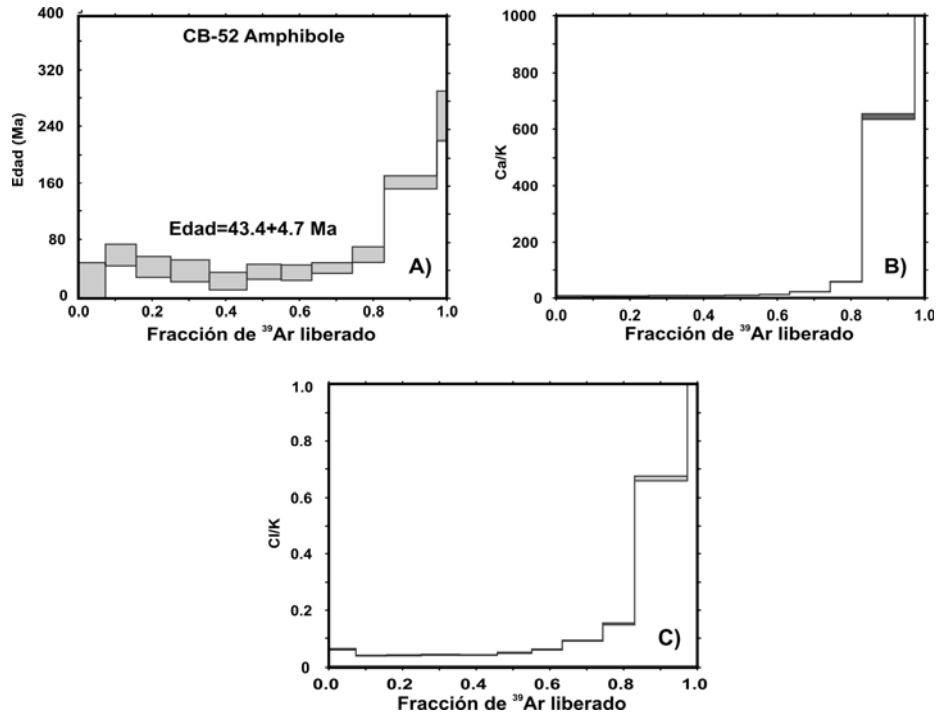 400
320
240
160
80
0
Edad (Ma)
CB-52 Amphibole
Edad=43.4+4.7 Ma
A)
0.0 0.2 0.4 0.6 0.8 1.0
Fracción de ³⁹Ar liberado
1000
800
600
400
200
0
Ca/K
B)
0.0 0.2 0.4 0.6 0.8 1.0
Fracción de ³⁹Ar liberado
1.0
0.8
0.6
0.4
0.2
0
Cl/K
C)
0.0 0.2 0.4 0.6 0.8 1.0
Fracción de ³⁹Ar liberado